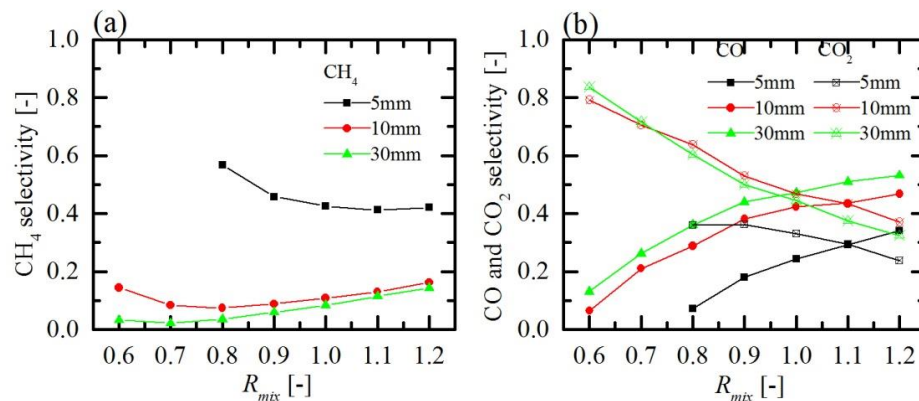 (a)
1.0
0.8
0.6
0.4
0.2
0.0
CH4 selectivity [-]
CH4
5mm
10mm
30mm
0.6 0.7 0.8 0.9 1.0 1.1 1.2
Rmix [-]
(b)
1.0
0.8
0.6
0.4
0.2
0.0
CO and CO2 selectivity [-]
CO CO2
5mm 5mm
10mm 10mm
30mm 30mm
0.6 0.7 0.8 0.9 1.0 1.1 1.2
Rmix [-]